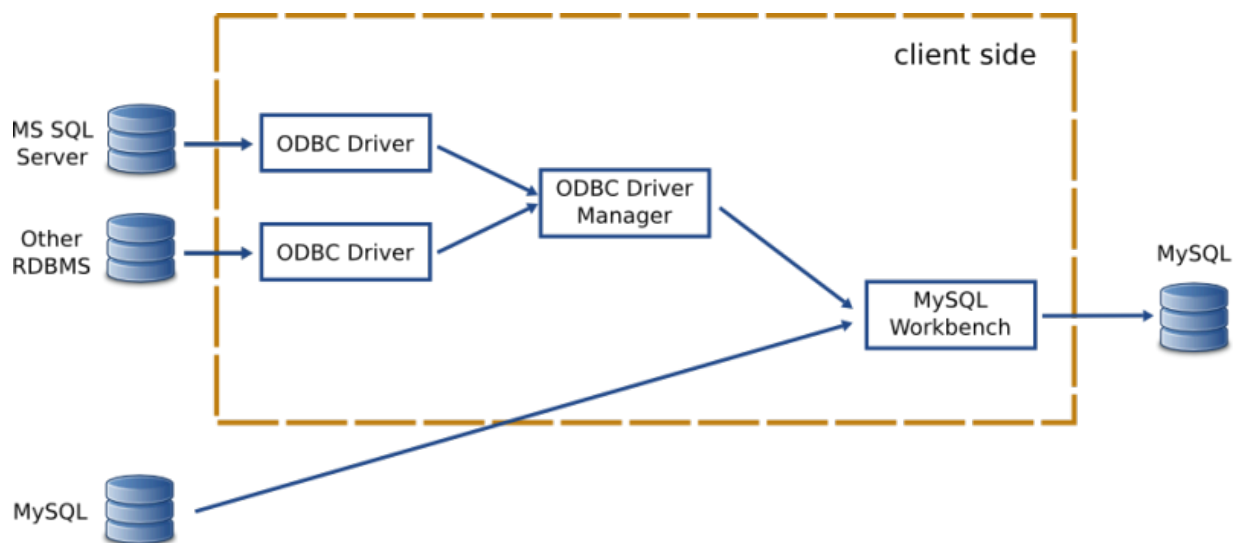 client side
MS SQL
Server
ODBC Driver
ODBC Driver
Manager
Other
RDBMS
ODBC Driver
MySQL
Workbench
MySQL
MySQL